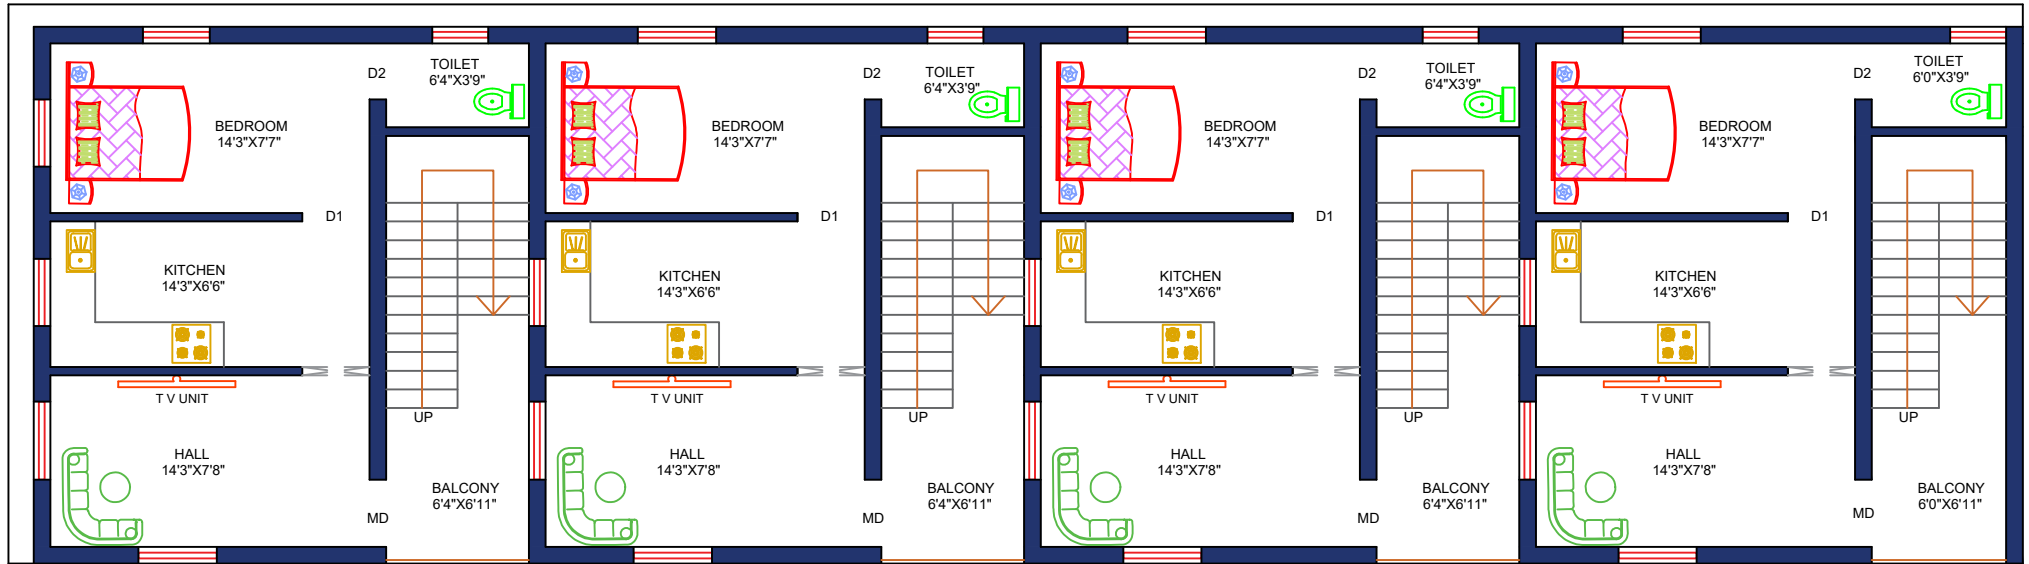 D2
TOILET
6'4"X3'9"
BEDROOM
14'3"X7'7"
D1
KITCHEN
14'3"X6'6"
T V UNIT
UP
HALL
14'3"X7'8"
BALCONY
6'4"X6'11"
MD
D2
TOILET
6'4"X3'9"
BEDROOM
14'3"X7'7"
D1
KITCHEN
14'3"X6'6"
T V UNIT
UP
HALL
14'3"X7'8"
BALCONY
6'4"X6'11"
MD
D2
TOILET
6'4"X3'9"
BEDROOM
14'3"X7'7"
D1
KITCHEN
14'3"X6'6"
T V UNIT
UP
HALL
14'3"X7'8"
BALCONY
6'4"X6'11"
MD
D2
TOILET
6'0"X3'9"
BEDROOM
14'3"X7'7"
D1
KITCHEN
14'3"X6'6"
T V UNIT
UP
HALL
14'3"X7'8"
BALCONY
6'0"X6'11"
MD